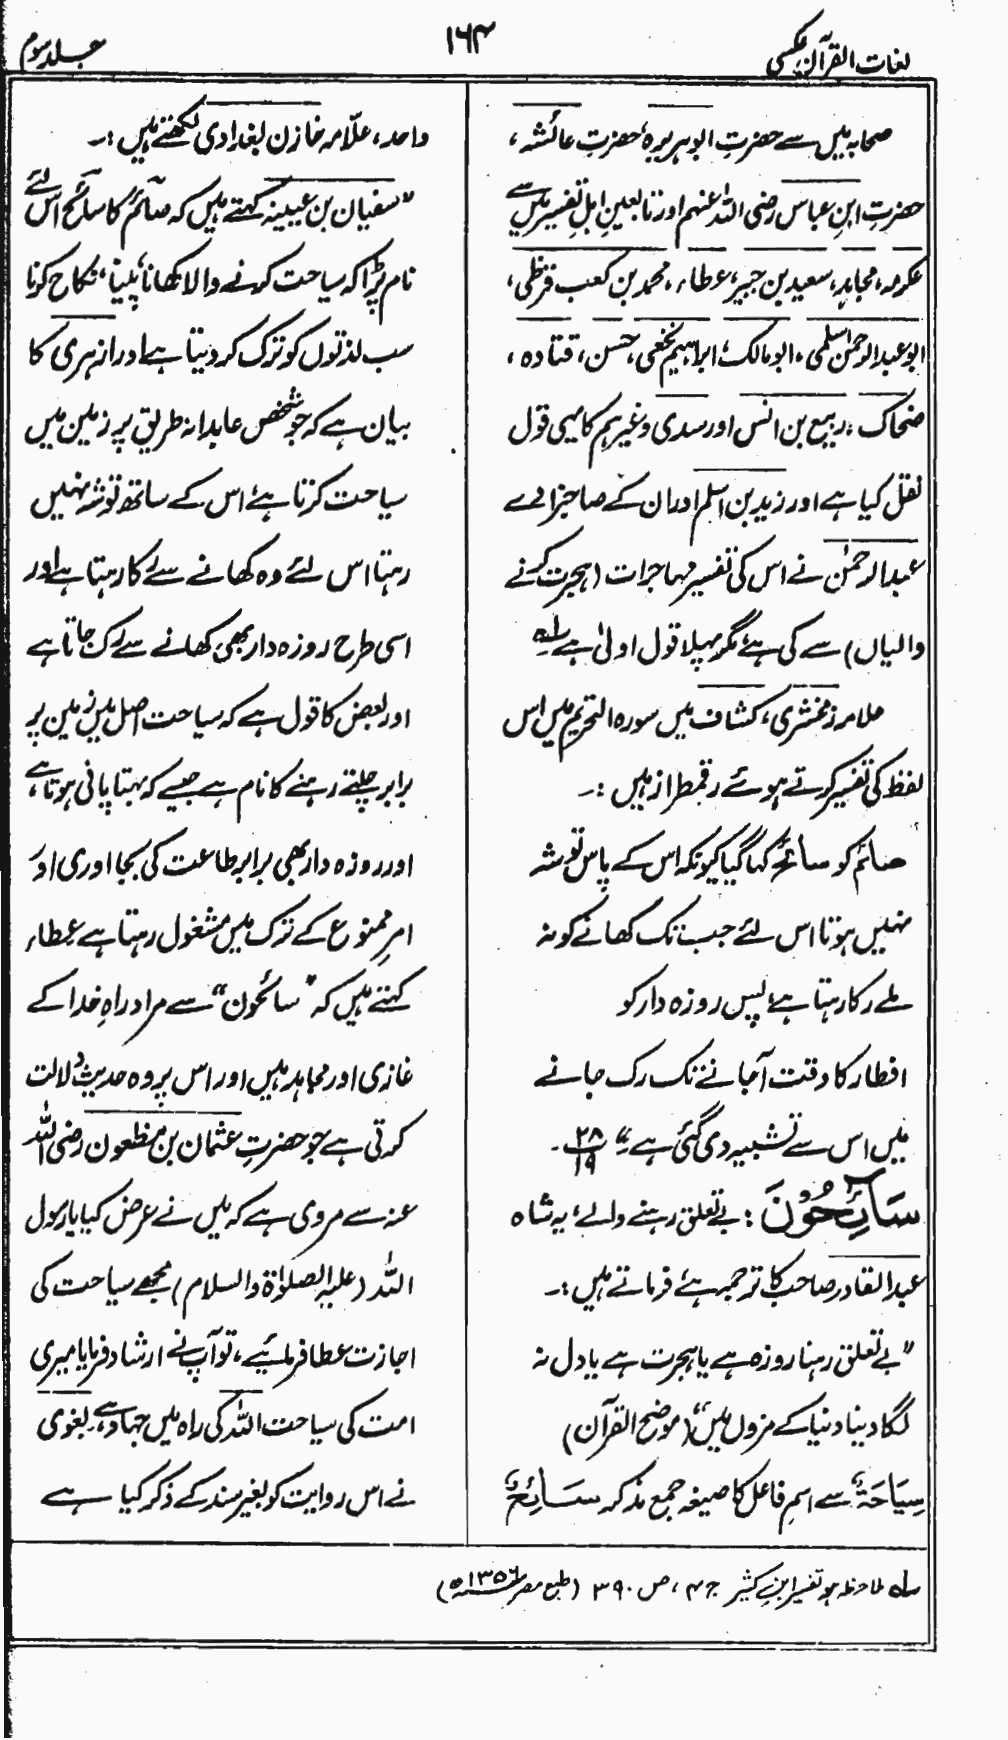 لغات القرآن عکسی
۱۶۴
جلد سوم
صحابہ میں سے حضرتِ ابوہریرہ، حضرتِ عائشہ،
حضرتِ ابنِ عباس رضی اللہ عنہم اور تابعین اہلِ تفسیر میں سے
عکرمہ، مجاہد، سعید بن جبیر، عطاء، محمد بن کعب قرظی،
ابو عبدالرحمن سلمی، ابو مالک، ابراہیم نخعی، حسن، قتادہ،
ضحاک، ربیع بن انس اور سدی وغیرہم کا یہی قول
نقل کیا ہے اور زید بن اسلم اور ان کے صاحبزادے
عبدالرحمٰن نے اس کی تفسیر مہاجرات (ہجرت کرنے
والیاں) سے کی ہے، مگر پہلا قول اولیٰ ہے لہ
علامہ زمخشری، کشاف میں سورہ التحریم میں اس
لفظ کی تفسیر کرتے ہوئے رقمطراز ہیں :۔
صائم کو سائح کہا گیا کیونکہ اس کے پاس توشہ
نہیں ہوتا اس لئے جب تک کھانے کو نہ
ملے رکا رہتا ہے، پس روزہ دار کو
افطار کا وقت آجانے تک رک جانے
میں اس سے تشبیہ دی گئی ہے۔" ۲۸/۱۹ ۔
سَائِحُوْنَ : بے تعلق رہنے والے، یہ شاہ
عبدالقادر صاحب کا ترجمہ ہے فرماتے ہیں :۔
"بے تعلق رہنا روزہ ہے یا ہجرت ہے یا دل نہ
لگا دینا دنیا کے مزوں میں" (موضح القرآن)
سِیَاحَۃٌ سے اسمِ فاعل کا صیغہ جمع مذکر سَائِحٌ
واحد، علّامہ خازن بغدادی لکھتے ہیں :۔
"سفیان بن عیینہ کہتے ہیں کہ صائم کا سائح اس لئے
نام پڑا کہ سیاحت کرنے والا کھانا، پینا، نکاح کرنا
سب لذتوں کو ترک کر دیتا ہے اور ازہری کا
بیان ہے کہ جو شخص عابدانہ طریق پر زمین میں
سیاحت کرتا ہے اس کے ساتھ توشہ نہیں
رہتا اس لئے وہ کھانے سے رکا رہتا ہے اور
اسی طرح روزہ دار بھی کھانے سے رک جاتا ہے
اور بعض کا قول ہے کہ سیاحت اصل میں زمین پر
برابر چلتے رہنے کا نام ہے جیسے کہ بہتا پانی ہوتا ہے،
اور روزہ دار بھی برابر طاعت کی بجا اوری اور
امرِ ممنوع کے ترک میں مشغول رہتا ہے عطاء
کہتے ہیں کہ "سائحون" سے مراد راہِ خدا کے
غازی اور مجاہد ہیں اور اس پر وہ حدیث دلالت
کرتی ہے جو حضرتِ عثمان بن مظعون رضی اللہ
عنہ سے مروی ہے کہ میں نے عرض کیا یا رسول
اللہ (علیہ الصلوٰۃ والسلام) مجھے سیاحت کی
اجازت عطا فرمائیے، تو آپ نے ارشاد فرمایا میری
امت کی سیاحت اللہ کی راہ میں جہاد ہے، بغوی
نے اس روایت کو بغیر سند کے ذکر کیا ہے
لہ ملاحظہ ہو تفسیر ابن کثیر ج ۴، ص ۳۹۰ (طبع مصر ۱۳۵۶ھ)